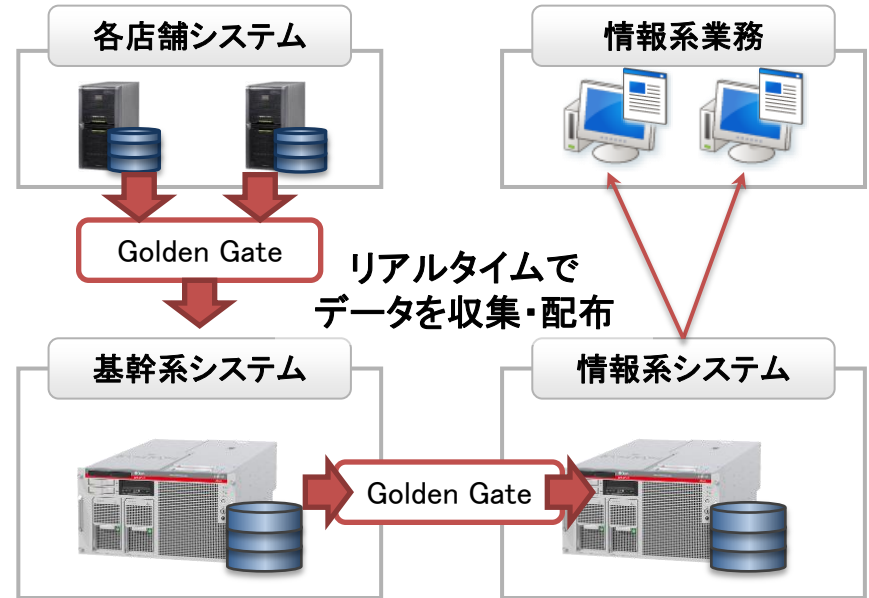 各店舗システム
情報系業務
Golden Gate
リアルタイムで
データを収集・配布
基幹系システム
情報系システム
Golden Gate